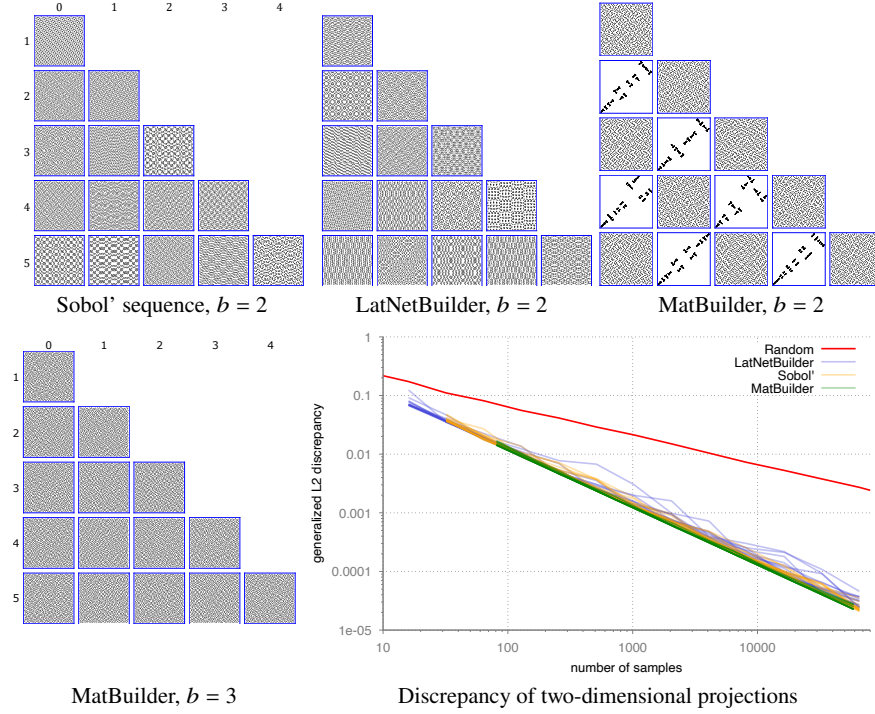 0 1 2 3 4
1
2
3
4
5
Sobol’ sequence, b = 2
LatNetBuilder, b = 2
MatBuilder, b = 2
0 1 2 3 4
1
2
3
4
5
MatBuilder, b = 3
generalized L2 discrepancy
1
0.1
0.01
0.001
0.0001
1e-05
Random
LatNetBuilder
Sobol'
MatBuilder
10 100 1000 10000
number of samples
Discrepancy of two-dimensional projections